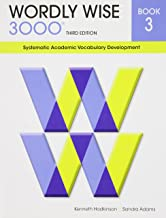 WORDLY WISE
3000® THIRD EDITION
BOOK
3
Systematic Academic Vocabulary Development
Kenneth Hodkinson Sandra Adams